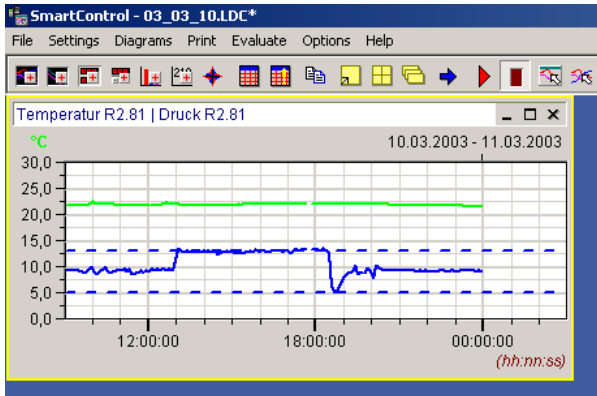 SmartControl - 03_03_10.LDC*
File Settings Diagrams Print Evaluate Options Help
Temperatur R2.81 | Druck R2.81
°C
10.03.2003 - 11.03.2003
30,0
25,0
20,0
15,0
10,0
5,0
0,0
12:00:00 18:00:00 00:00:00
(hh:nn:ss)